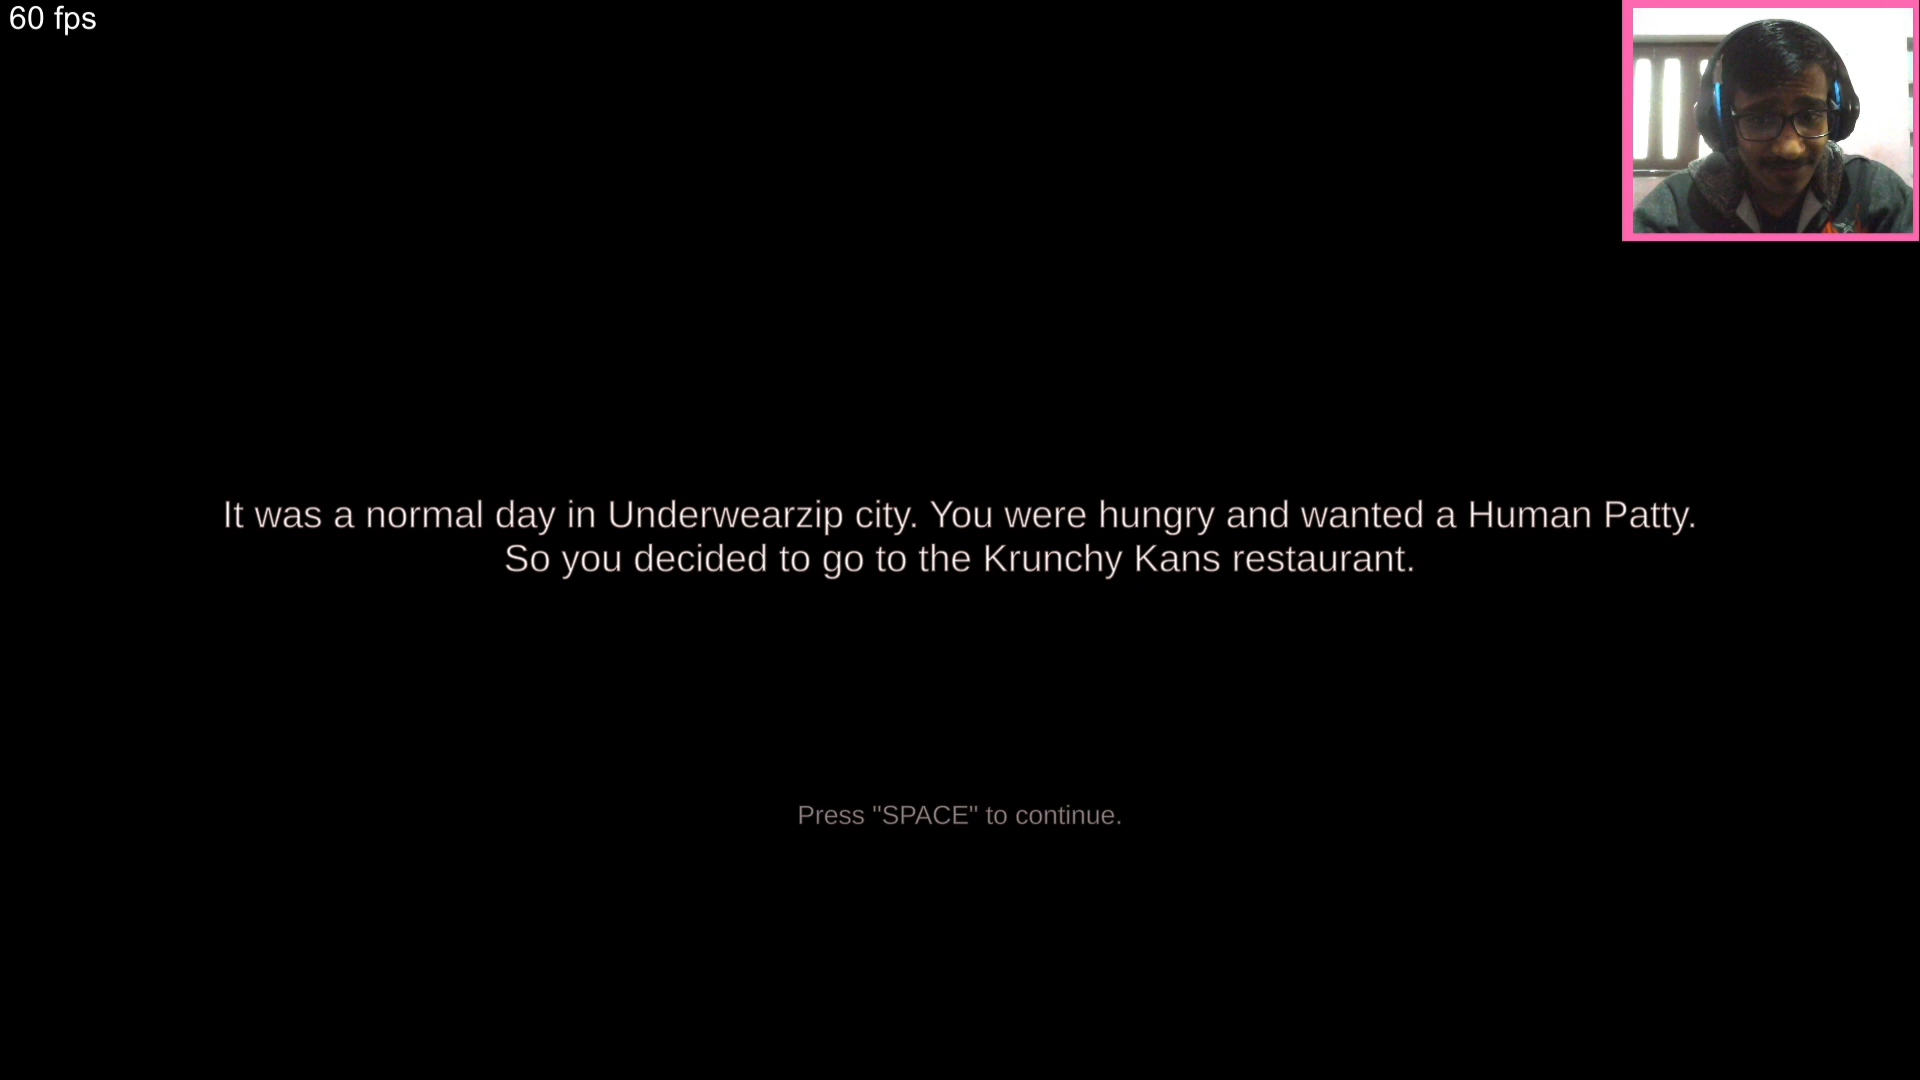 60 fps
It was a normal day in Underwearzip city. You were hungry and wanted a Human Patty.
So you decided to go to the Krunchy Kans restaurant.
Press "SPACE" to continue.